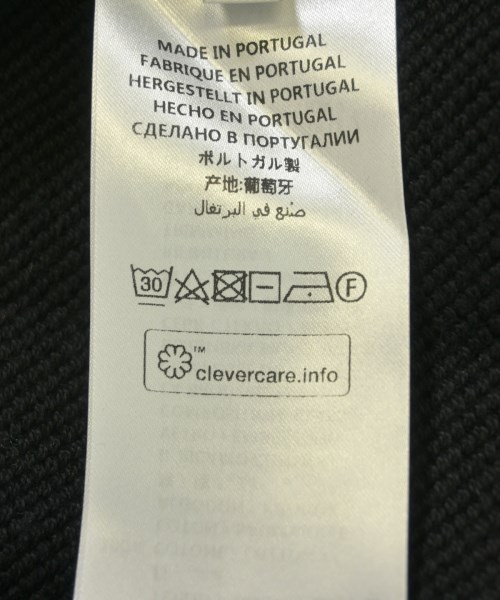 MADE IN PORTUGAL
FABRIQUE EN PORTUGAL
HERGESTELLT IN PORTUGAL
HECHO EN PORTUGAL
СДЕЛАНО В ПОРТУГАЛИИ
ポルトガル製
产地:葡萄牙
صُنع في البرتغال
30 F
™
clevercare.info